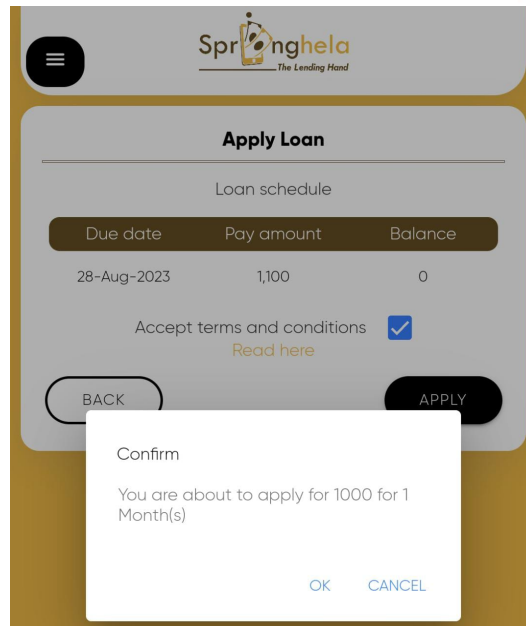 Springhela
The Lending Hand
Apply Loan
Loan schedule
Due date Pay amount Balance
28-Aug-2023 1,100 0
Accept terms and conditions
Read here
BACK APPLY
Confirm
You are about to apply for 1000 for 1
Month(s)
OK CANCEL